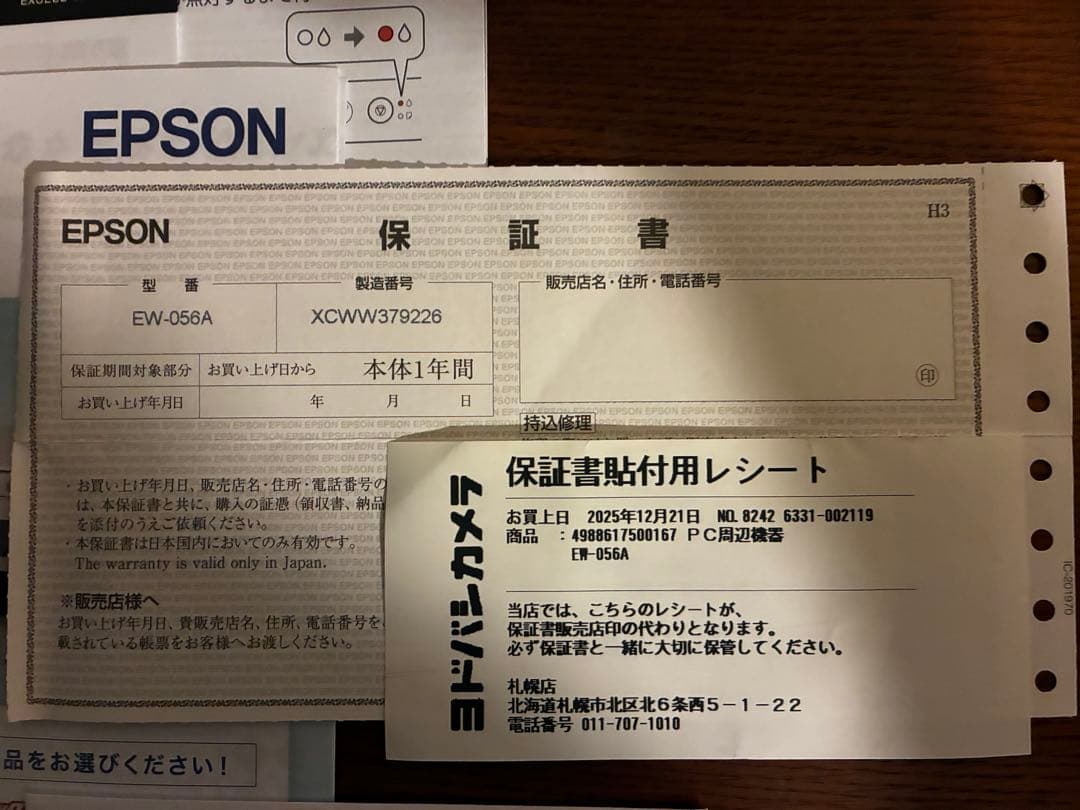 EPSON
EPSON
保証書
H3
型番
製造番号
販売店名・住所・電話番号
EW-056A
XCWW379226
保証期間対象部分
お買い上げ日から
本体1年間
印
お買い上げ年月日
年 月 日
持込修理
・お買い上げ年月日、販売店名・住所・電話番号の
は、本保証書と共に、購入の証憑（領収書、納品
を添付のうえご依頼ください。
・本保証書は日本国内においてのみ有効です。
The warranty is valid only in Japan.
※販売店様へ
お買い上げ年月日、貴販売店名、住所、電話番号を
載されている帳票をお客様へお渡しください。
IC-201970
ヨドバシカメラ
保証書貼付用レシート
お買上日 2025年12月21日 NO. 8242 6331-002119
商品 :4988617500167 PC周辺機器
EW-056A
当店では、こちらのレシートが、
保証書販売店印の代わりとなります。
必ず保証書と一緒に大切に保管してください。
札幌店
北海道札幌市北区北6条西5-1-22
電話番号 011-707-1010
品をお選びください！